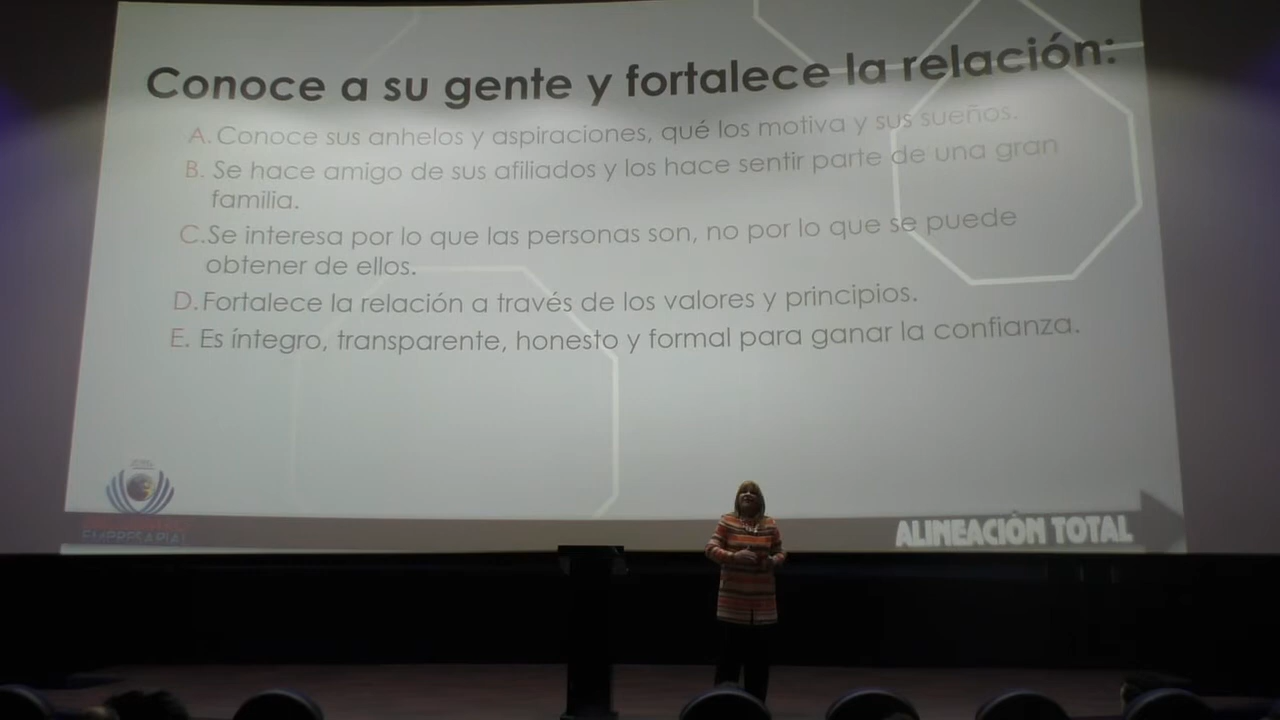 Conoce a su gente y fortalece la relación:
A. Conoce sus anhelos y aspiraciones, qué los motiva y sus sueños.
B. Se hace amigo de sus afiliados y los hace sentir parte de una gran
familia.
C.Se interesa por lo que las personas son, no por lo que se puede
obtener de ellos.
D.Fortalece la relación a través de los valores y principios.
E. Es íntegro, transparente, honesto y formal para ganar la confianza.
EMPRESARIAL
ALINEACIÓN TOTAL